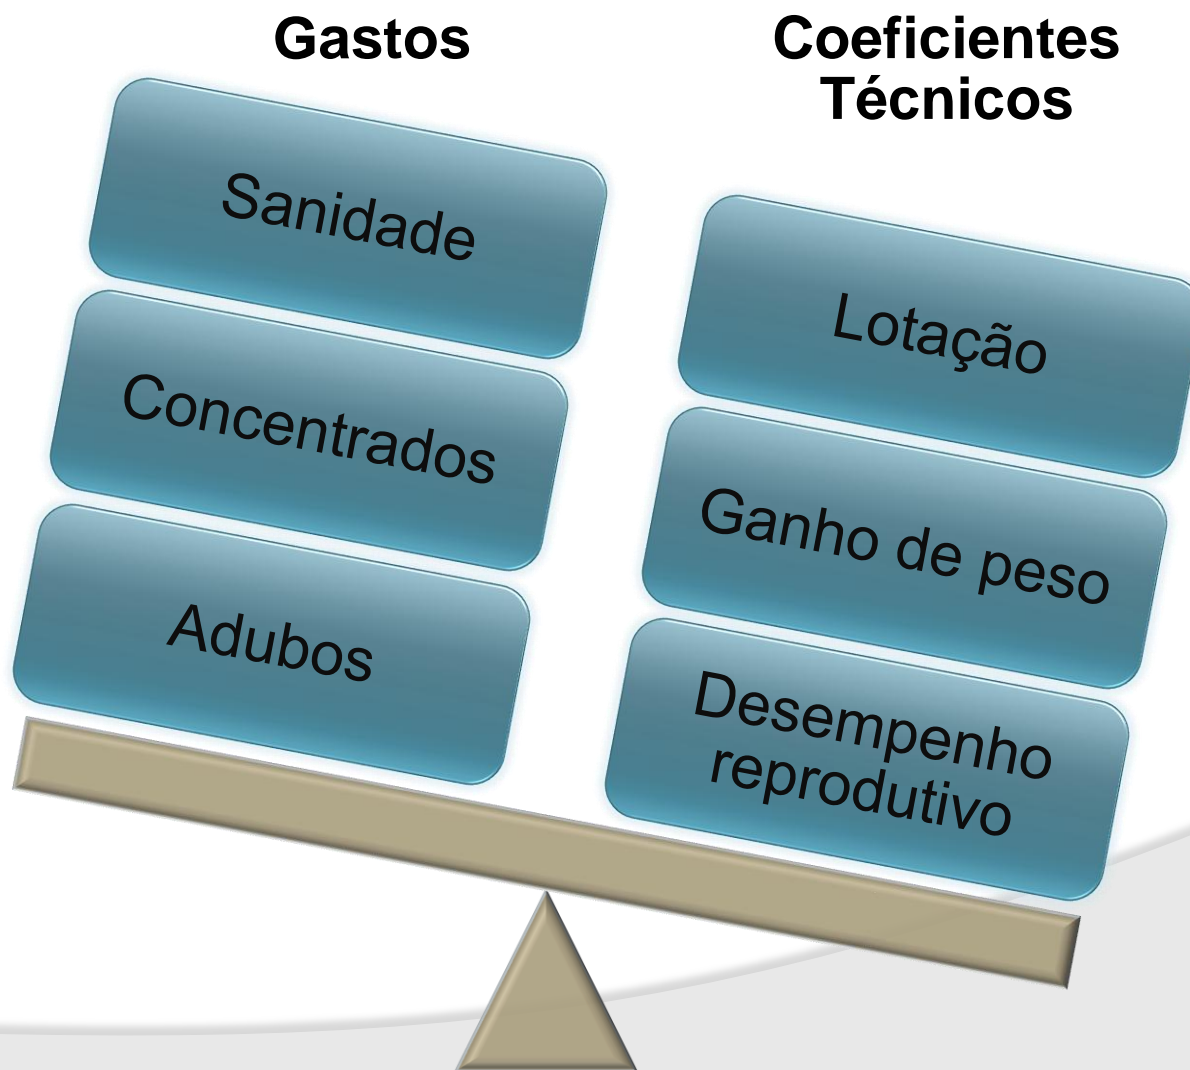 Gastos
Sanidade
Concentrados
Adubos
Coeficientes
Técnicos
Lotação
Ganho de peso
Desempenho
reprodutivo